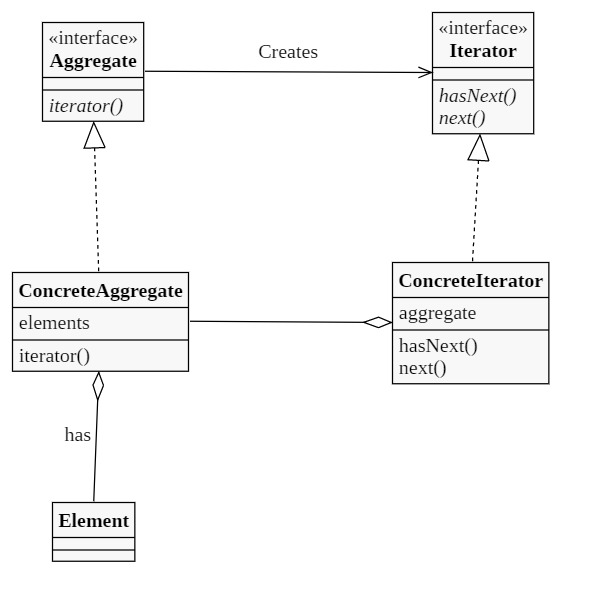 «interface»
Aggregate
iterator()
Creates
«interface»
Iterator
hasNext()
next()
ConcreteAggregate
elements
iterator()
ConcreteIterator
aggregate
hasNext()
next()
has
Element